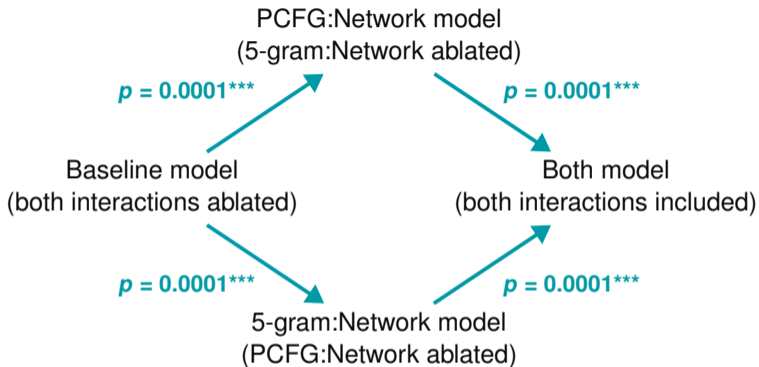 PCFG:Network model
(5-gram:Network ablated)
p = 0.0001***
p = 0.0001***
Baseline model
(both interactions ablated)
Both model
(both interactions included)
p = 0.0001***
p = 0.0001***
5-gram:Network model
(PCFG:Network ablated)